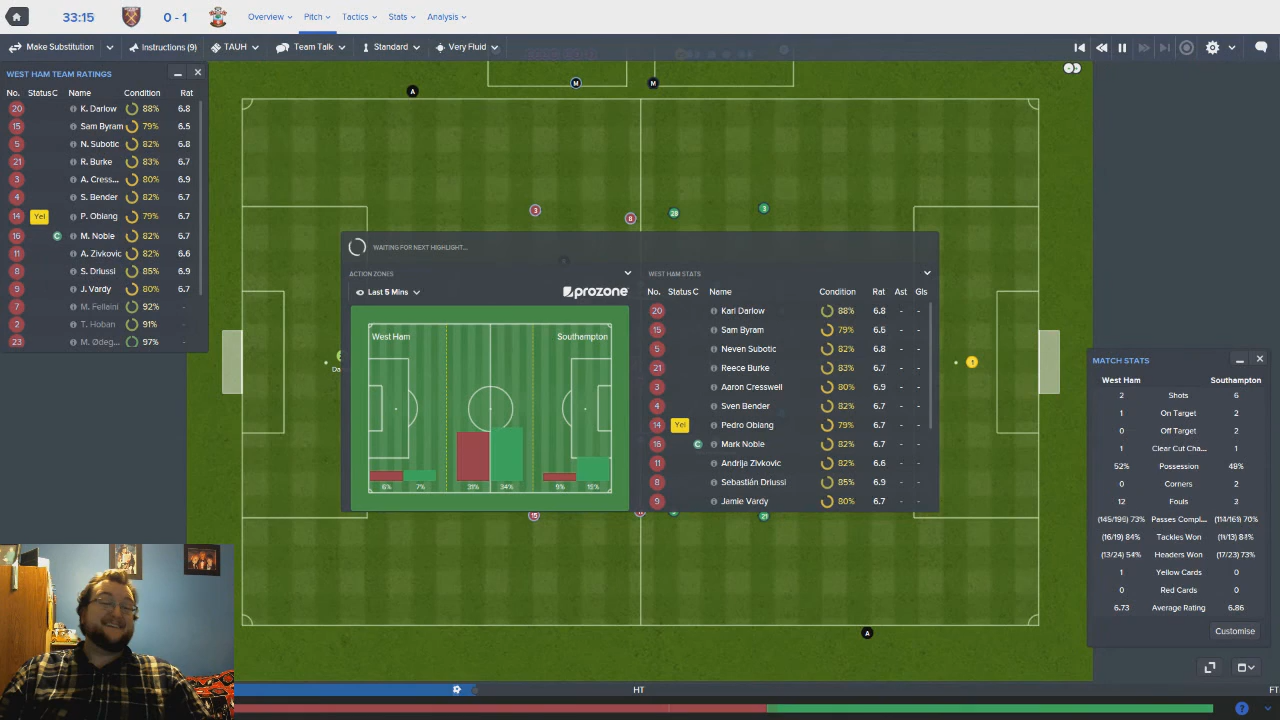 33:15 0 - 1 Overview Pitch Tactics Stats Analysis
Make Substitution Instructions (9) TAUH Team Talk Standard Very Fluid
WEST HAM TEAM RATINGS
No. Status C Name Condition Rat
20 K. Darlow 88% 6.8
15 Sam Byram 79% 6.5
5 N. Subotic 82% 6.8
21 R. Burke 83% 6.7
3 A. Cress... 80% 6.9
4 S. Bender 82% 6.7
14 Yel P. Obiang 79% 6.7
16 C M. Noble 82% 6.7
11 A. Zivkovic 82% 6.6
8 S. Driussi 85% 6.9
9 J. Vardy 80% 6.7
7 M. Fellaini 92% -
2 T. Hoban 91% -
23 M. Ødeg... 97% -
A M M
3 8 28 3
WAITING FOR NEXT HIGHLIGHT...
ACTION ZONES
Last 5 Mins prozone
West Ham Southampton
6% 7% 31% 34% 9% 15%
WEST HAM STATS
No. Status C Name Condition Rat Ast Gls
20 Karl Darlow 88% 6.8 - -
15 Sam Byram 79% 6.5 - -
5 Neven Subotic 82% 6.8 - -
21 Reece Burke 83% 6.7 - -
3 Aaron Cresswell 80% 6.9 - -
4 Sven Bender 82% 6.7 - -
14 Yel Pedro Obiang 79% 6.7 - -
16 C Mark Noble 82% 6.7 - -
11 Andrija Zivkovic 82% 6.6 - -
8 Sebastián Driussi 85% 6.9 - -
9 Jamie Vardy 80% 6.7 - -
Da
1
15 21
A
MATCH STATS
West Ham Southampton
2 Shots 6
1 On Target 2
0 Off Target 2
1 Clear Cut Cha... 1
52% Possession 48%
0 Corners 2
12 Fouls 3
73% Passes Compl... 70%
(16/19) 84% Tackles Won (11/13) 84%
(13/24) 54% Headers Won (17/23) 73%
1 Yellow Cards 0
0 Red Cards 0
6.73 Average Rating 6.86
Customise
HT FT